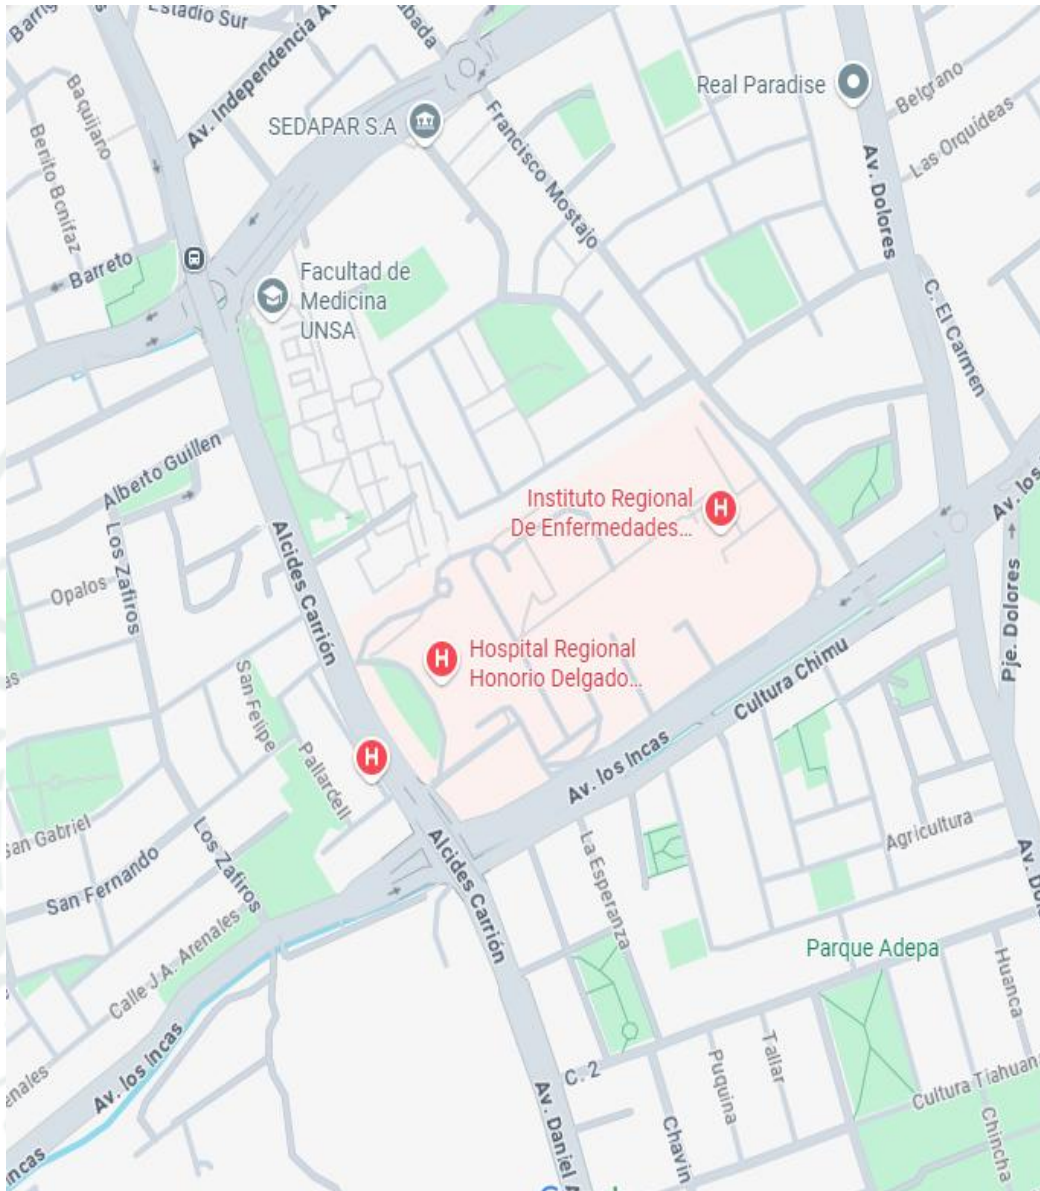 Estadio Sur
Av. Independencia
Baquijano
Benito Bonifaz
SEDAPAR S.A
Francisco Mostajo
Real Paradise
Belgrano
Las Orquideas
Av. Dolores
Barreto
Facultad de
Medicina
UNSA
C. El Carmen
Alberto Guillen
Los Zafiros
Opalos
Alcides Carrión
Instituto Regional
De Enfermedades...
Av. los
Pje. Dolores
Hospital Regional
Honorio Delgado...
Cultura Chimu
San Felipe
Pallardell
Av. los Incas
San Gabriel
Los Zafiros
San Fernando
Alcides Carrión
La Esperanza
Agricultura
Calle J.A. Arenales
Parque Adepa
Huanca
Av. los Incas
C. 2
Tallar
Puquina
Cultura
Chincha
Chavin
Av. Daniel A
enales
incas